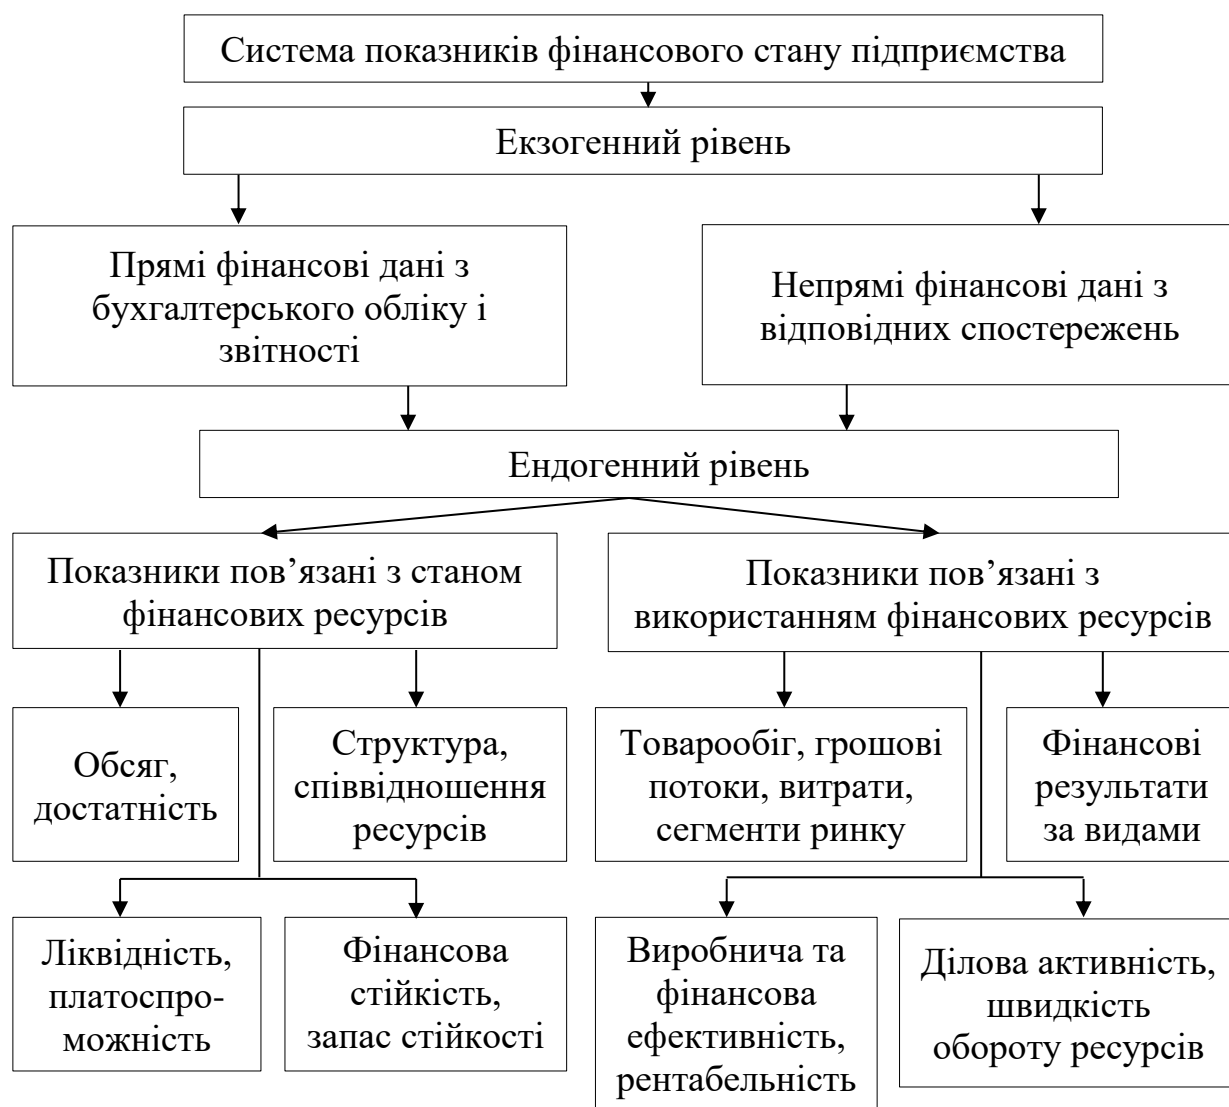 Система показників фінансового стану підприємства
Екзогенний рівень
Прямі фінансові дані з
бухгалтерського обліку і
звітності
Непрямі фінансові дані з
відповідних спостережень
Ендогенний рівень
Показники пов’язані з станом
фінансових ресурсів
Показники пов’язані з
використанням фінансових ресурсів
Обсяг,
достатність
Структура,
співвідношення
ресурсів
Товарообіг, грошові
потоки, витрати,
сегменти ринку
Фінансові
результати
за видами
Ліквідність,
платоспро-
можність
Фінансова
стійкість,
запас стійкості
Виробнича та
фінансова
ефективність,
рентабельність
Ділова активність,
швидкість
обороту ресурсів